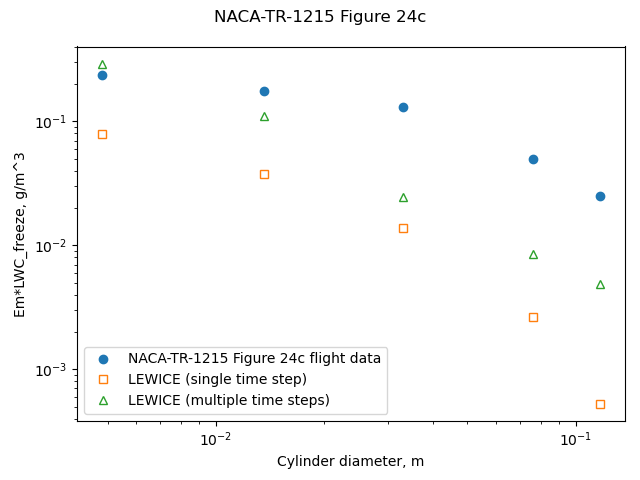 NACA-TR-1215 Figure 24c
Em*LWC_freeze, g/m^3
10⁻¹
10⁻²
10⁻³
NACA-TR-1215 Figure 24c flight data
LEWICE (single time step)
LEWICE (multiple time steps)
10⁻²
10⁻¹
Cylinder diameter, m